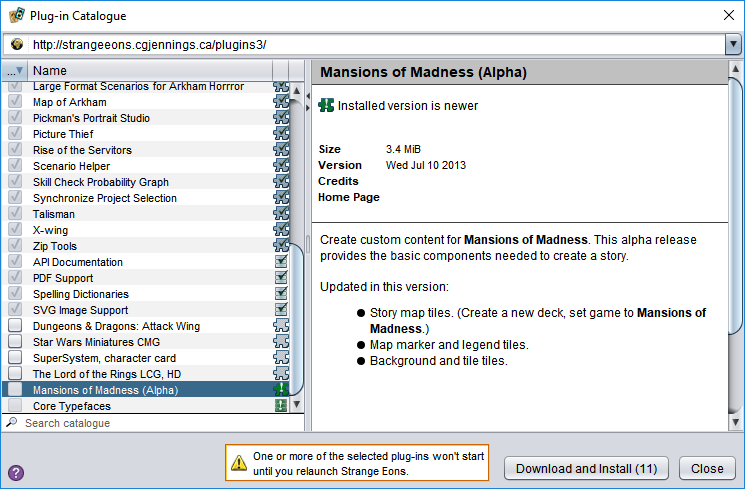 Plug-in Catalogue
http://strangeeons.cgjennings.ca/plugins3/
... Name
Large Format Scenarios for Arkham Horrror
Map of Arkham
Pickman's Portrait Studio
Picture Thief
Rise of the Servitors
Scenario Helper
Skill Check Probability Graph
Synchronize Project Selection
Talisman
X-wing
Zip Tools
API Documentation
PDF Support
Spelling Dictionaries
SVG Image Support
Dungeons & Dragons: Attack Wing
Star Wars Miniatures CMG
SuperSystem, character card
The Lord of the Rings LCG, HD
Mansions of Madness (Alpha)
Core Typefaces
Search catalogue
Mansions of Madness (Alpha)
Installed version is newer
Size 3.4 MiB
Version Wed Jul 10 2013
Credits
Home Page
Create custom content for Mansions of Madness. This alpha release
provides the basic components needed to create a story.
Updated in this version:
● Story map tiles. (Create a new deck, set game to Mansions of
Madness.)
● Map marker and legend tiles.
● Background and tile tiles.
One or more of the selected plug-ins won't start
until you relaunch Strange Eons.
Download and Install (11)
Close
?